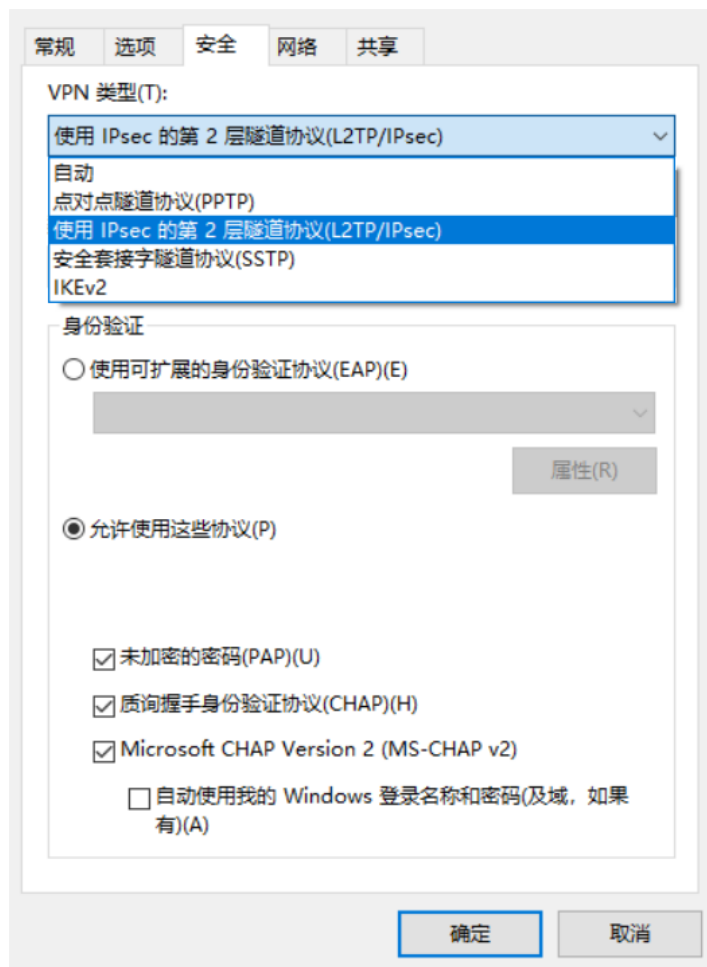 常规 选项 安全 网络 共享
VPN 类型(T):
使用 IPsec 的第 2 层隧道协议(L2TP/IPsec)
自动
点对点隧道协议(PPTP)
使用 IPsec 的第 2 层隧道协议(L2TP/IPsec)
安全套接字隧道协议(SSTP)
IKEv2
身份验证
使用可扩展的身份验证协议(EAP)(E)
属性(R)
允许使用这些协议(P)
未加密的密码(PAP)(U)
质询握手身份验证协议(CHAP)(H)
Microsoft CHAP Version 2 (MS-CHAP v2)
自动使用我的 Windows 登录名称和密码(及域，如果
有)(A)
确定 取消